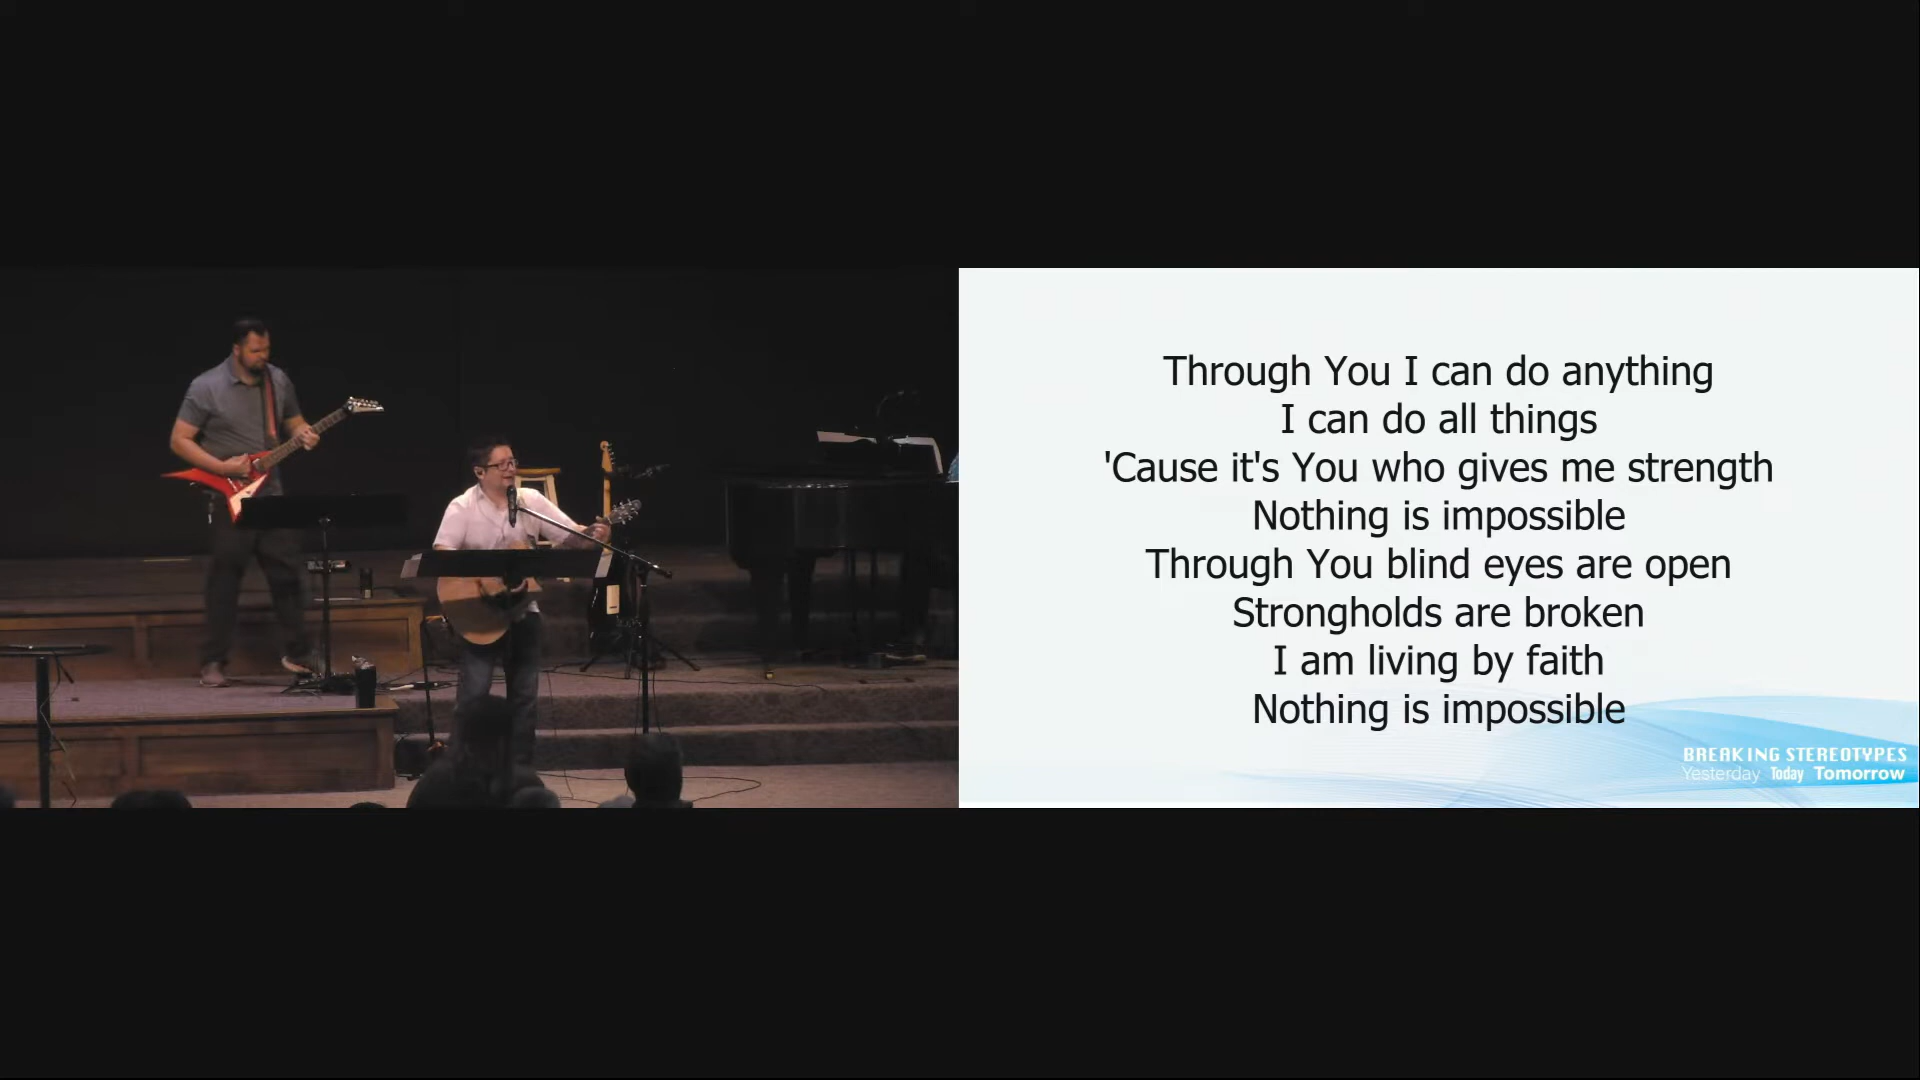 Through You I can do anything
I can do all things
'Cause it's You who gives me strength
Nothing is impossible
Through You blind eyes are open
Strongholds are broken
I am living by faith
Nothing is impossible
BREAKING STEREOTYPES
Yesterday Today Tomorrow